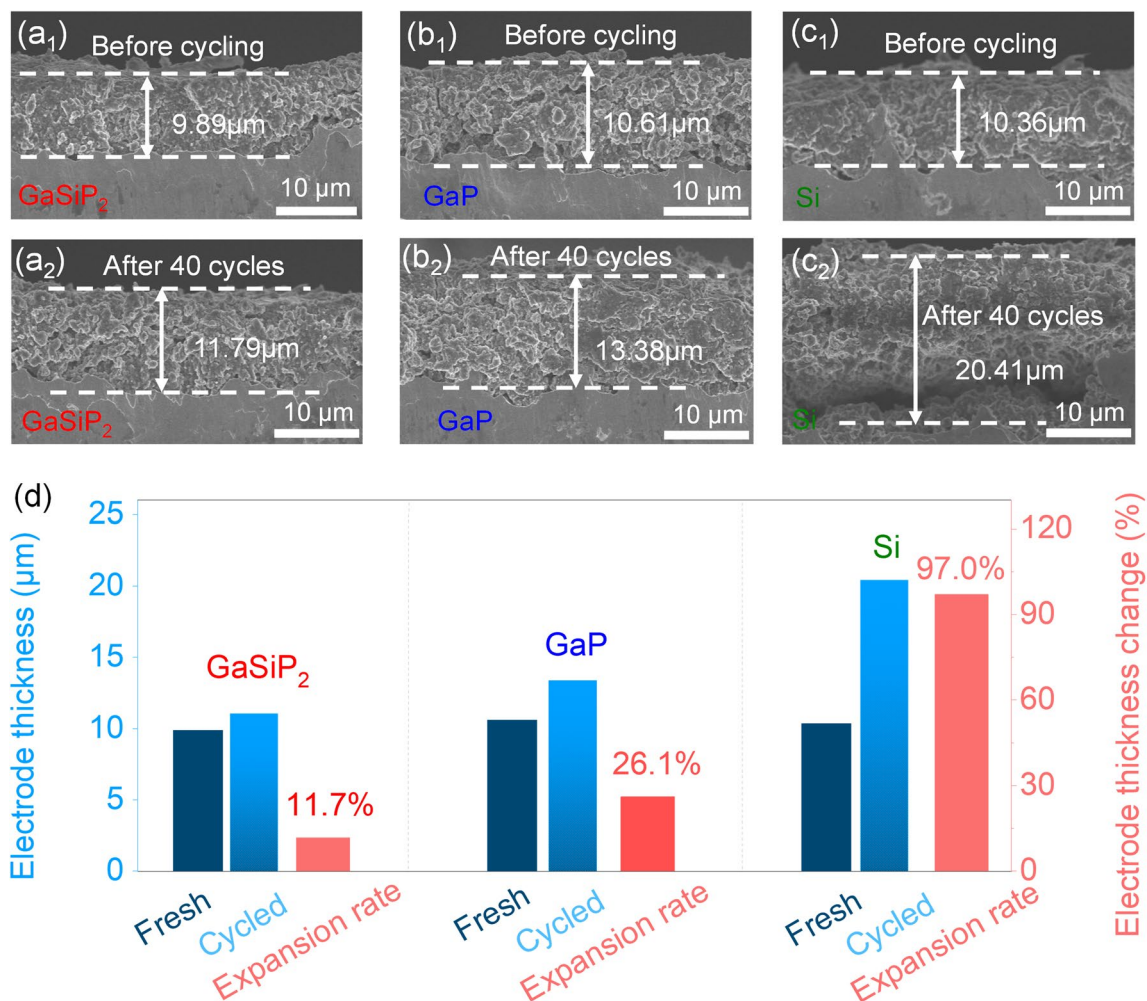 (a₁)
Before cycling
9.89μm
GaSiP₂
10 μm
(b₁)
Before cycling
10.61μm
GaP
10 μm
(c₁)
Before cycling
10.36μm
Si
10 μm
(a₂)
After 40 cycles
11.79μm
GaSiP₂
10 μm
(b₂)
After 40 cycles
13.38μm
GaP
10 μm
(c₂)
After 40 cycles
20.41μm
Si
10 μm
(d)
Electrode thickness (μm)
25
20
15
10
5
0
GaSiP₂
11.7%
GaP
26.1%
Si
97.0%
120
90
60
30
0
Electrode thickness change (%)
Fresh
Cycled
Expansion rate
Fresh
Cycled
Expansion rate
Fresh
Cycled
Expansion rate